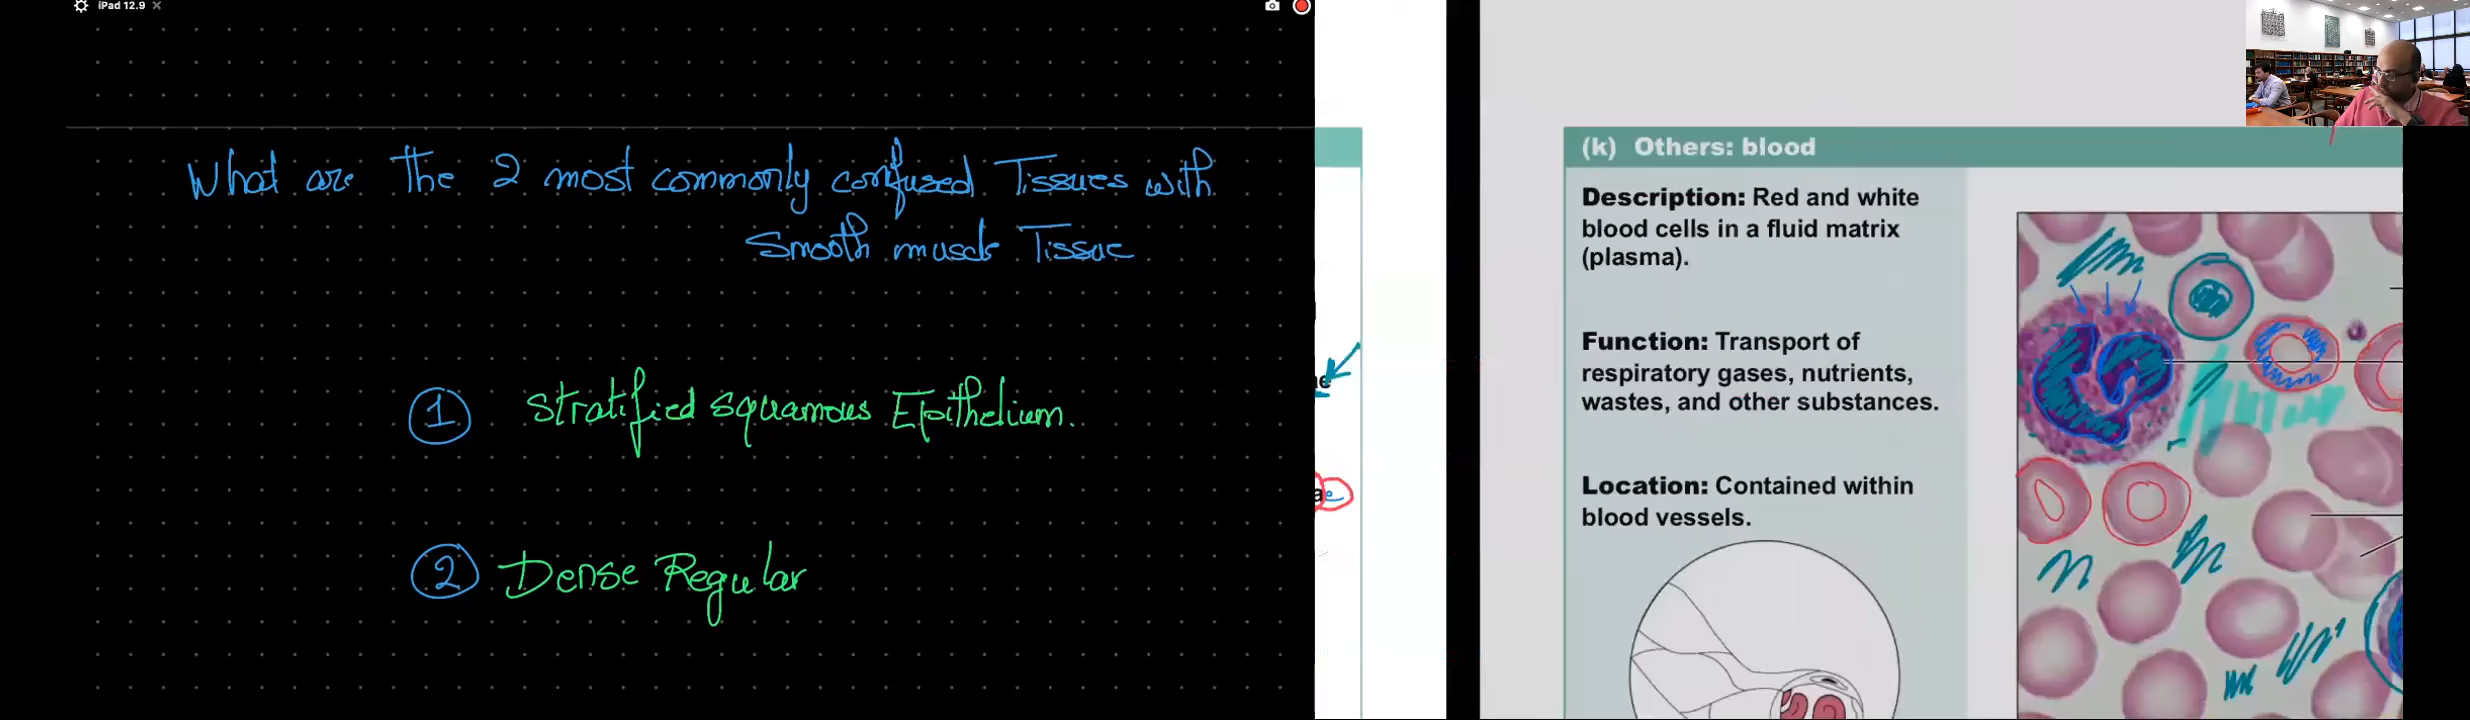 iPad 12.9
What are the 2 most commonly confused Tissues with
Smooth muscle Tissue
1 Stratified Squamous Epithelium.
2 Dense Regular
(k) Others: blood
Description: Red and white
blood cells in a fluid matrix
(plasma).
Function: Transport of
respiratory gases, nutrients,
wastes, and other substances.
Location: Contained within
blood vessels.